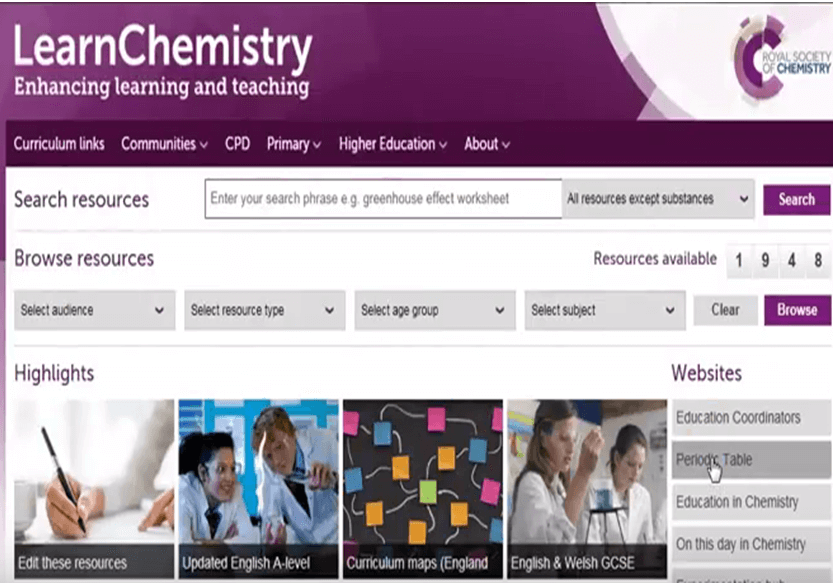 LearnChemistry
Enhancing learning and teaching
ROYAL SOCIETY
OF CHEMISTRY
Curriculum links Communities CPD Primary Higher Education About
Search resources Enter your search phrase e.g. greenhouse effect worksheet All resources except substances Search
Browse resources Resources available 1 9 4 8
Select audience Select resource type Select age group Select subject Clear Browse
Highlights Websites
Education Coordinators
Periodic Table
Education in Chemistry
On this day in Chemistry
Edit these resources Updated English A-level Curriculum maps (England English & Welsh GCSE
Experimentation hub